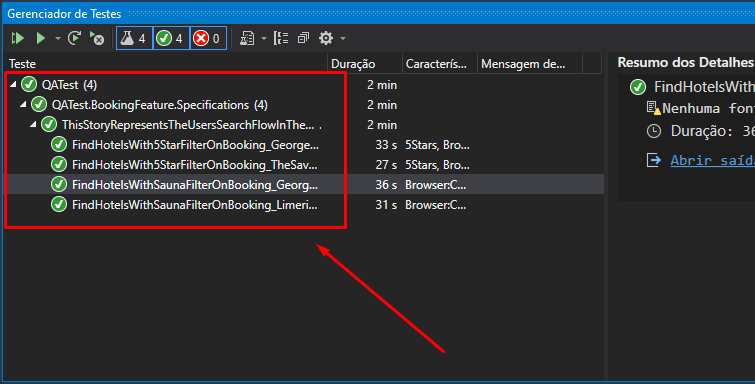 Gerenciador de Testes
4 4 0
Teste Duração Caracterís... Mensagem de...
QATest (4) 2 min
QATest.BookingFeature.Specifications (4) 2 min
ThisStoryRepresentsTheUsersSearchFlowInThe... . 2 min
FindHotelsWith5StarFilterOnBooking_George... 33 s 5Stars, Bro...
FindHotelsWith5StarFilterOnBooking_TheSav... 27 s 5Stars, Bro...
FindHotelsWithSaunaFilterOnBooking_Georg... 36 s Browser:C...
FindHotelsWithSaunaFilterOnBooking_Limeri... 31 s Browser:C...
Resumo dos Detalhes
FindHotelsWith
Nenhuma font
Duração: 36
Abrir saíd